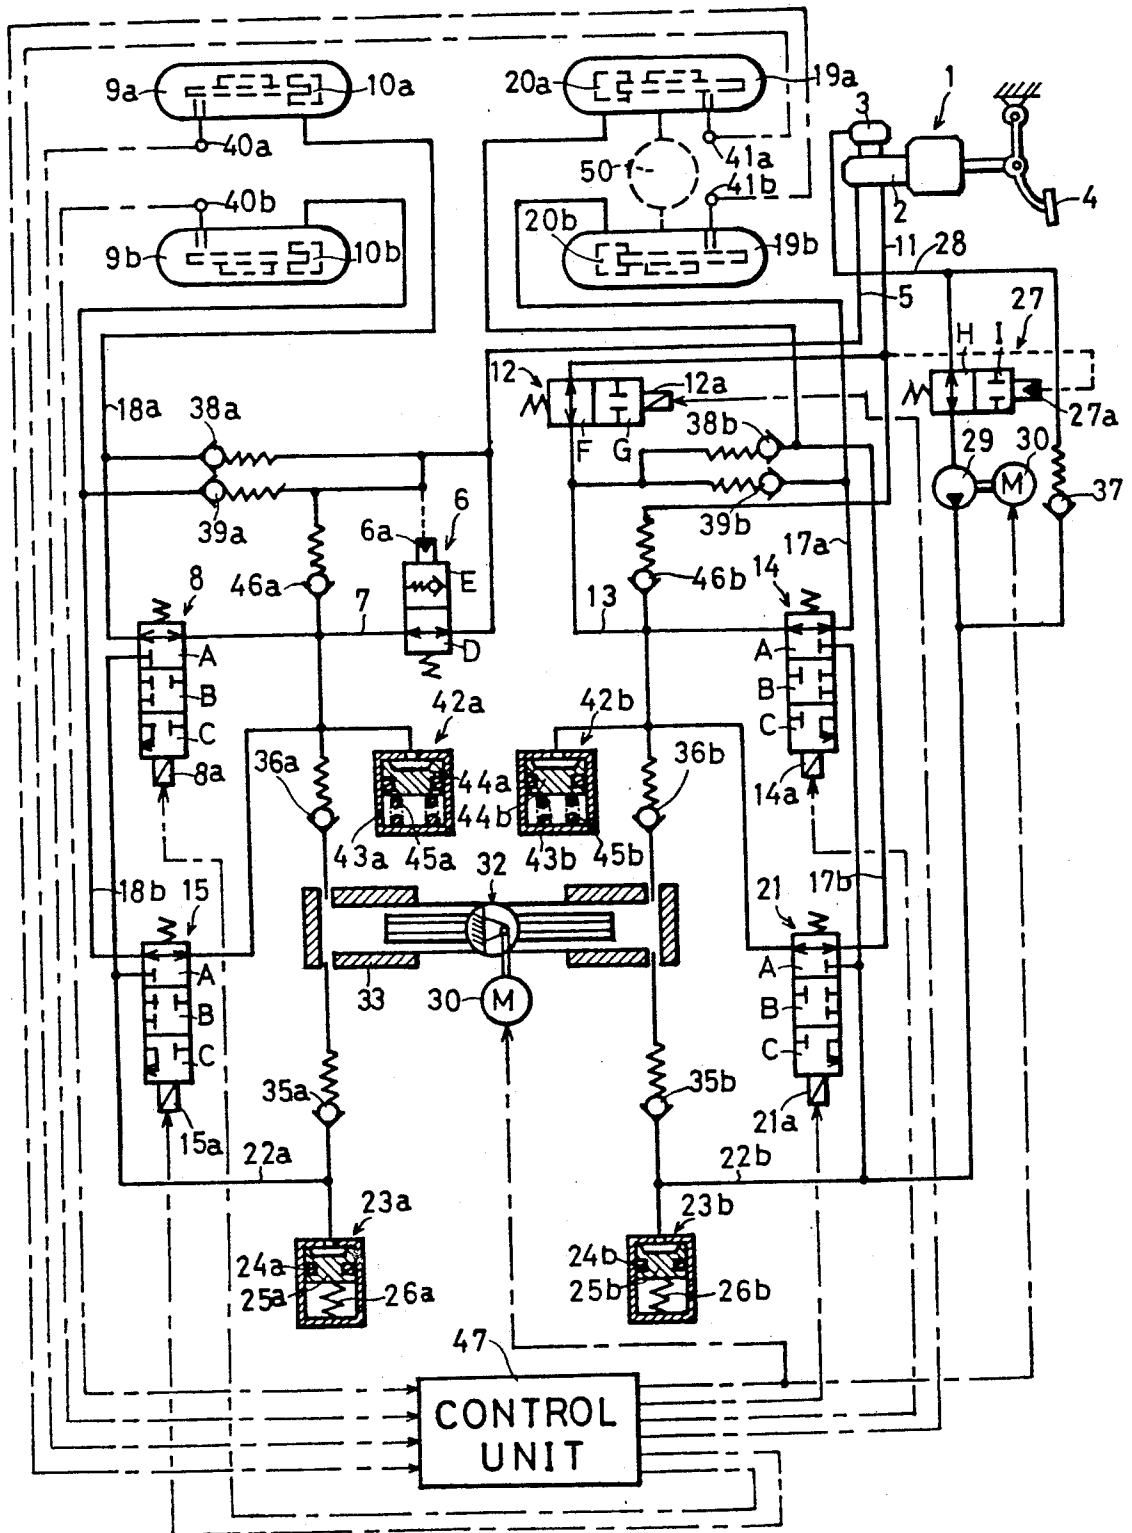 9a
10a
20a
19a
1
3
40a
41a
50
2
4
40b
41b
9b
10b
20b
19b
11
28
5
27
H
I
12
12a
27a
18a
38a
F
G
38b
29
30
M
39a
6a
6
39b
37
46a
E
17a
8
7
46b
14
13
A
D
A
B
B
C
42a
42b
C
36a
8a
44a
44b
36b
14a
43a
45a
43b
45b
32
18b
15
17b
21
A
A
B
33
30
M
B
C
C
35a
35b
15a
21a
22a
22b
23a
23b
24a
24b
25a
26a
25b
26b
47
CONTROL
UNIT